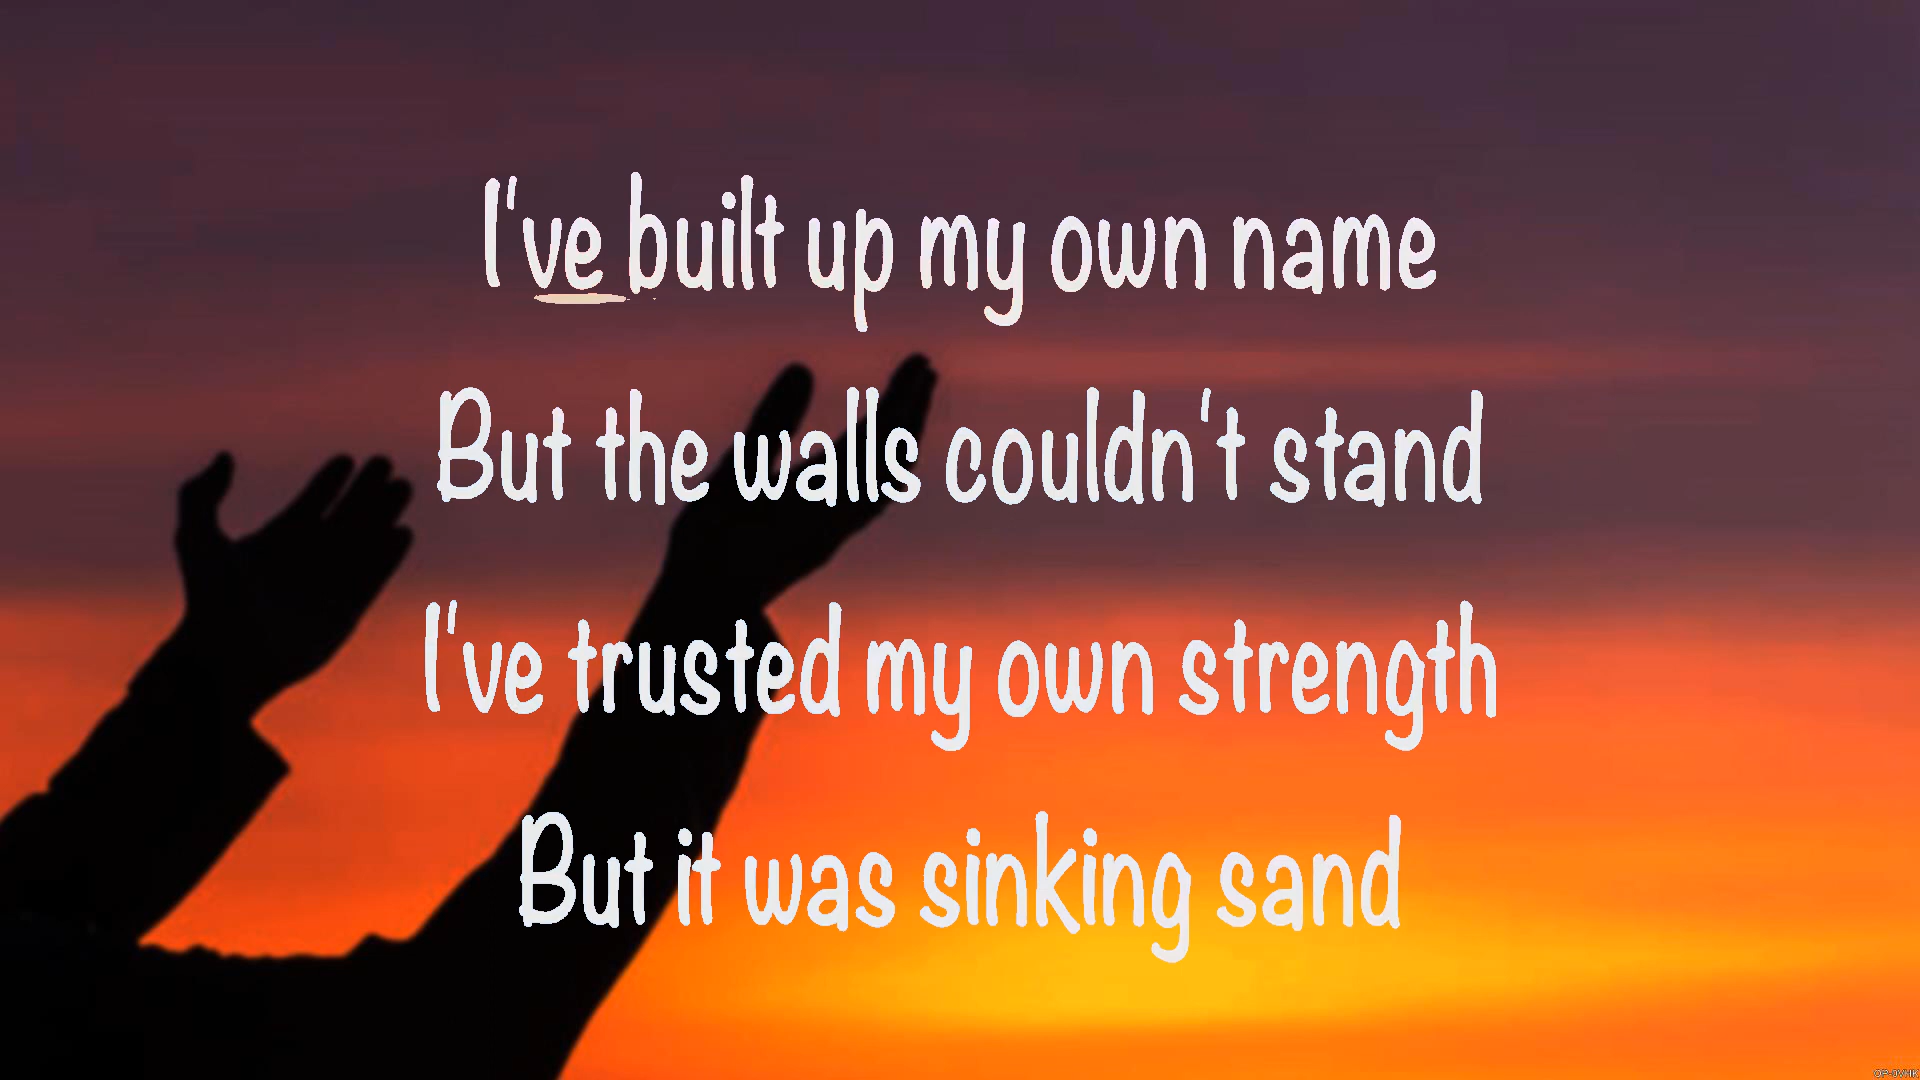 I've built up my own name
But the walls couldn't stand
I've trusted my own strength
But it was sinking sand